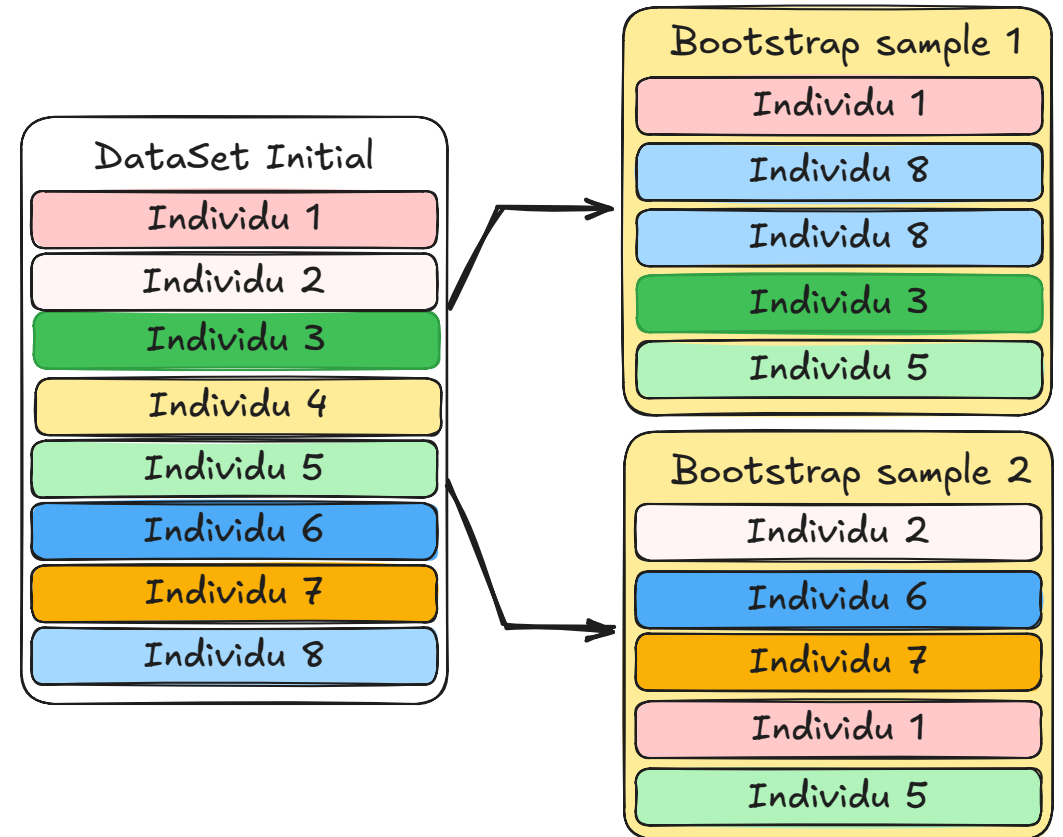 DataSet Initial
Individu 1
Individu 2
Individu 3
Individu 4
Individu 5
Individu 6
Individu 7
Individu 8
Bootstrap sample 1
Individu 1
Individu 8
Individu 8
Individu 3
Individu 5
Bootstrap sample 2
Individu 2
Individu 6
Individu 7
Individu 1
Individu 5